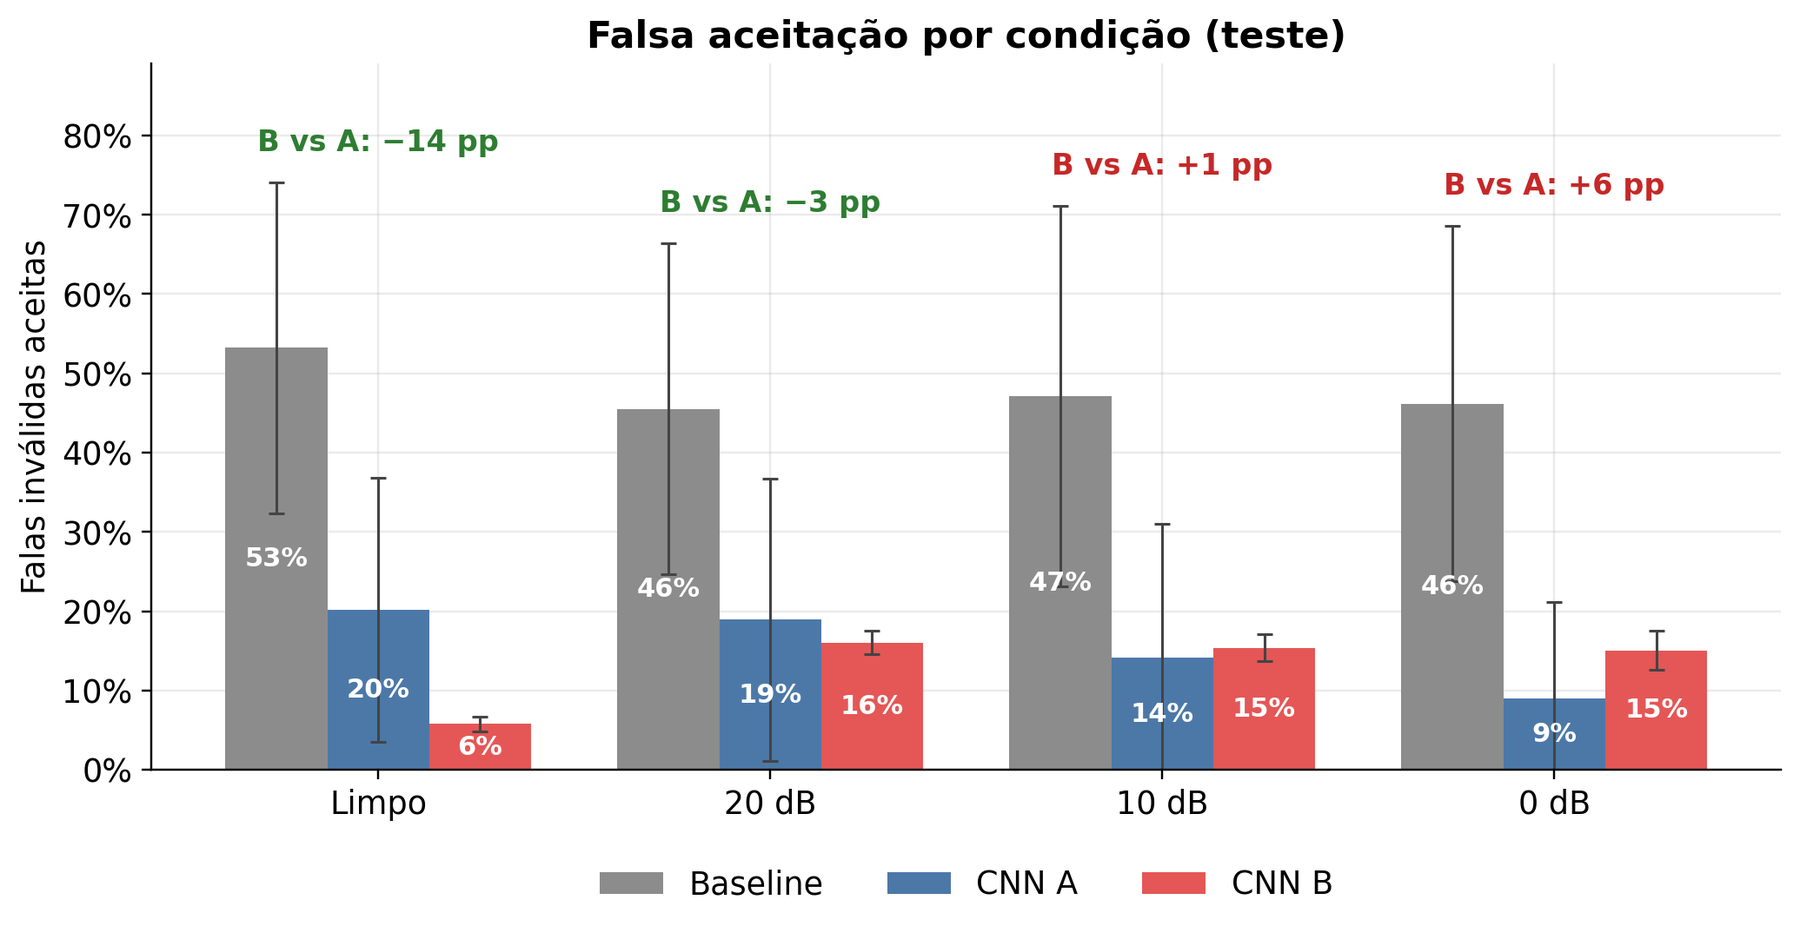 Falsa aceitação por condição (teste)
Falas inválidas aceitas
80%
70%
60%
50%
40%
30%
20%
10%
0%
B vs A: −14 pp
B vs A: −3 pp
B vs A: +1 pp
B vs A: +6 pp
53%
20%
6%
46%
19%
16%
47%
14%
15%
46%
9%
15%
Limpo
20 dB
10 dB
0 dB
Baseline
CNN A
CNN B